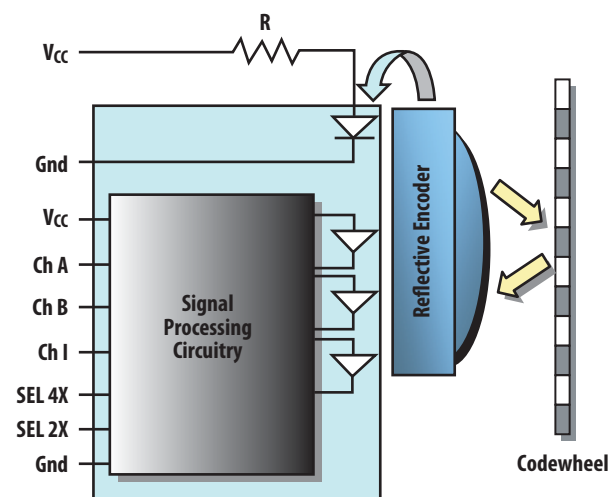 R
VCC
Gnd
VCC
Ch A
Ch B
Ch I
SEL 4X
SEL 2X
Gnd
Signal
Processing
Circuitry
Reflective Encoder
Codewheel